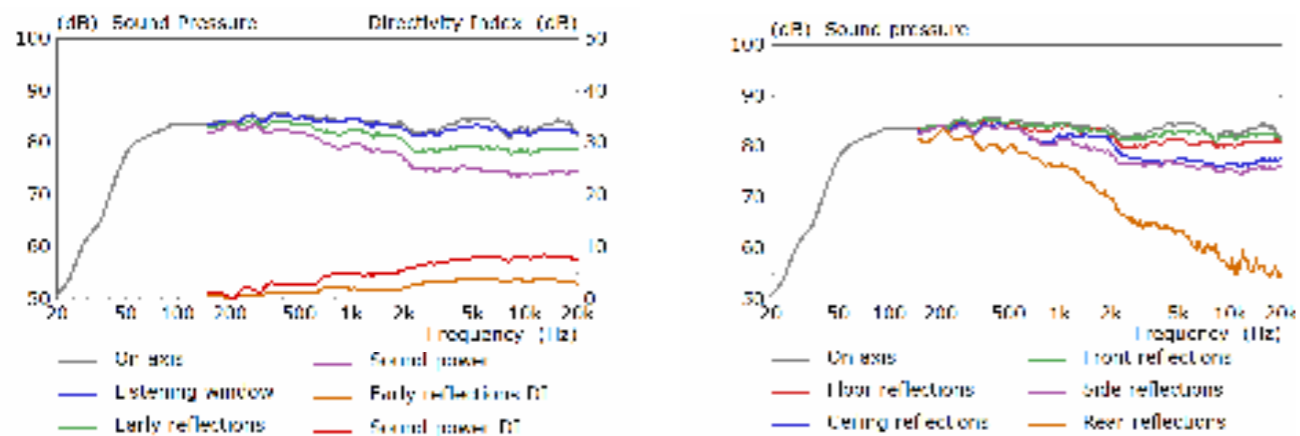 (dB) Sound Pressure Directivity Index (dB)
100 50
90 40
80 30
70 20
60 10
50 0
20 50 100 200 500 1k 2k 5k 10k 20k
Frequency (Hz)
On axis Sound power
Listening window Early reflections DI
Early reflections Sound power DI
(dB) Sound pressure
100
90
80
70
60
50
20 50 100 200 500 1k 2k 5k 10k 20k
Frequency (Hz)
On axis Front reflections
Floor reflections Side reflections
Ceiling reflections Rear reflections